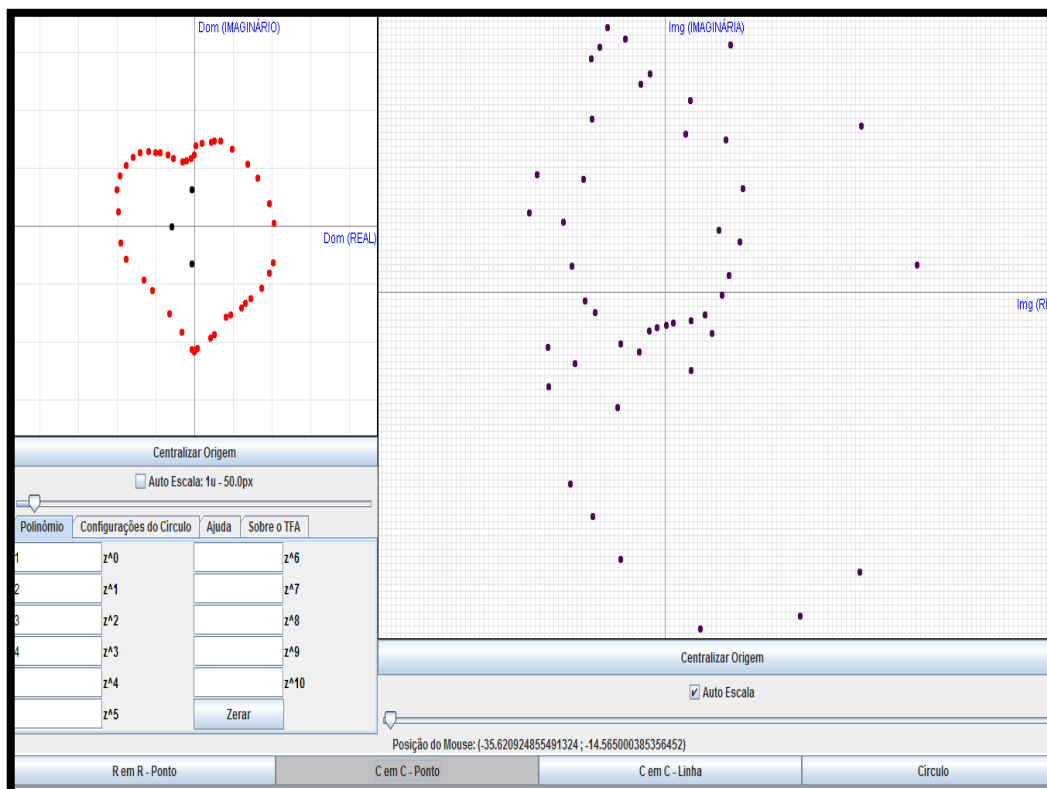 Dom (IMAGINÁRIO)
Dom (REAL)
Img (IMAGINÁRIA)
Img (RE
Centralizar Origem
Auto Escala: 1u - 50.0px
Polinômio Configurações do Círculo Ajuda Sobre o TFA
1 z^0 z^6
2 z^1 z^7
3 z^2 z^8
4 z^3 z^9
z^4 z^10
z^5 Zerar
Centralizar Origem
Auto Escala
Posição do Mouse: (-35.620924855491324 ; -14.565000385356452)
R em R - Ponto C em C - Ponto C em C - Linha Círculo